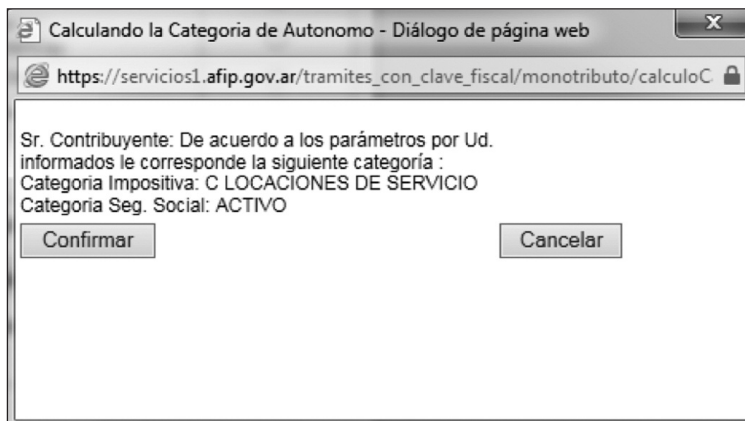 Calculando la Categoria de Autonomo - Diálogo de página web
x
https://servicios1.afip.gov.ar/tramites_con_clave_fiscal/monotributo/calculoC
Sr. Contribuyente: De acuerdo a los parámetros por Ud.
informados le corresponde la siguiente categoría :
Categoria Impositiva: C LOCACIONES DE SERVICIO
Categoria Seg. Social: ACTIVO
Confirmar Cancelar